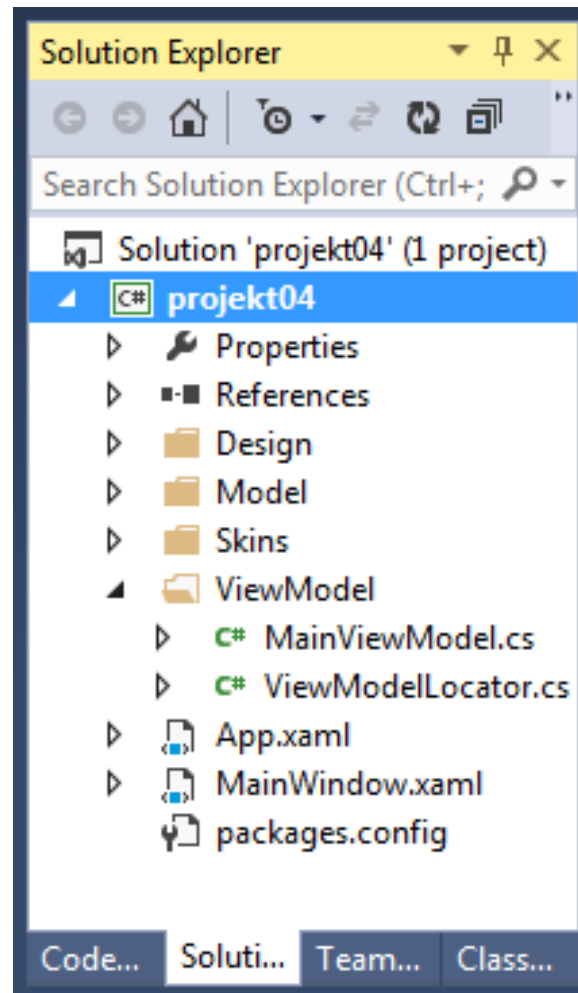 Solution Explorer
Search Solution Explorer (Ctrl+;
Solution 'projekt04' (1 project)
C# projekt04
Properties
References
Design
Model
Skins
ViewModel
C# MainViewModel.cs
C# ViewModelLocator.cs
App.xaml
MainWindow.xaml
packages.config
Code... Soluti... Team... Class...